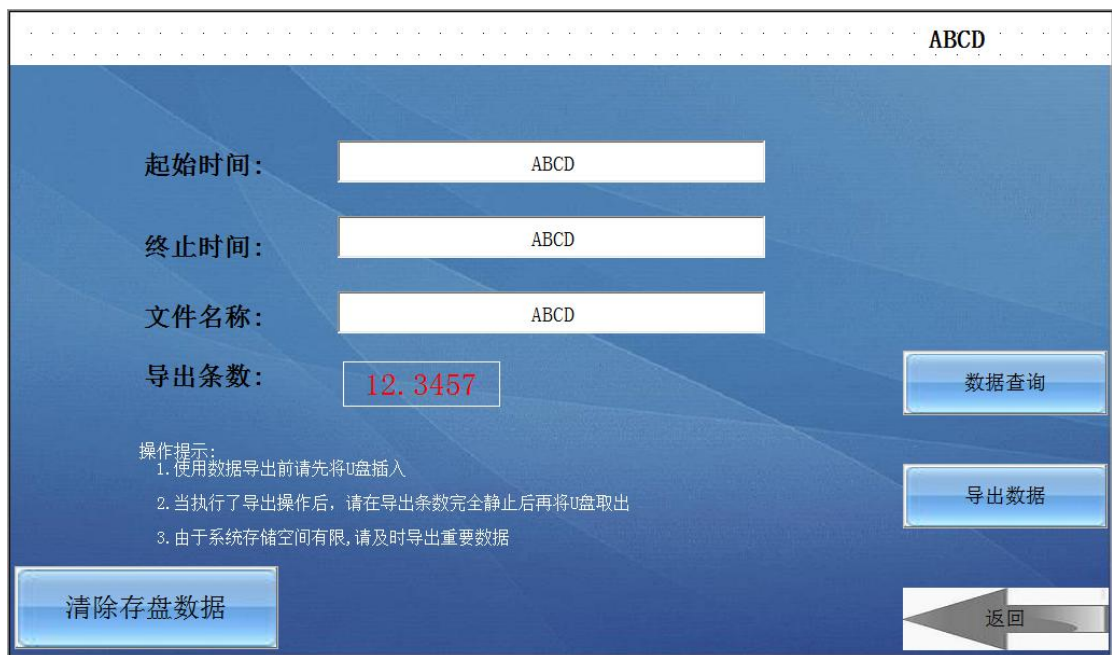 ABCD
起始时间: ABCD
终止时间: ABCD
文件名称: ABCD
导出条数: 12.3457
数据查询
操作提示:
1.使用数据导出前请先将U盘插入
2.当执行了导出操作后，请在导出条数完全静止后再将U盘取出
导出数据
3.由于系统存储空间有限,请及时导出重要数据
清除存盘数据
返回